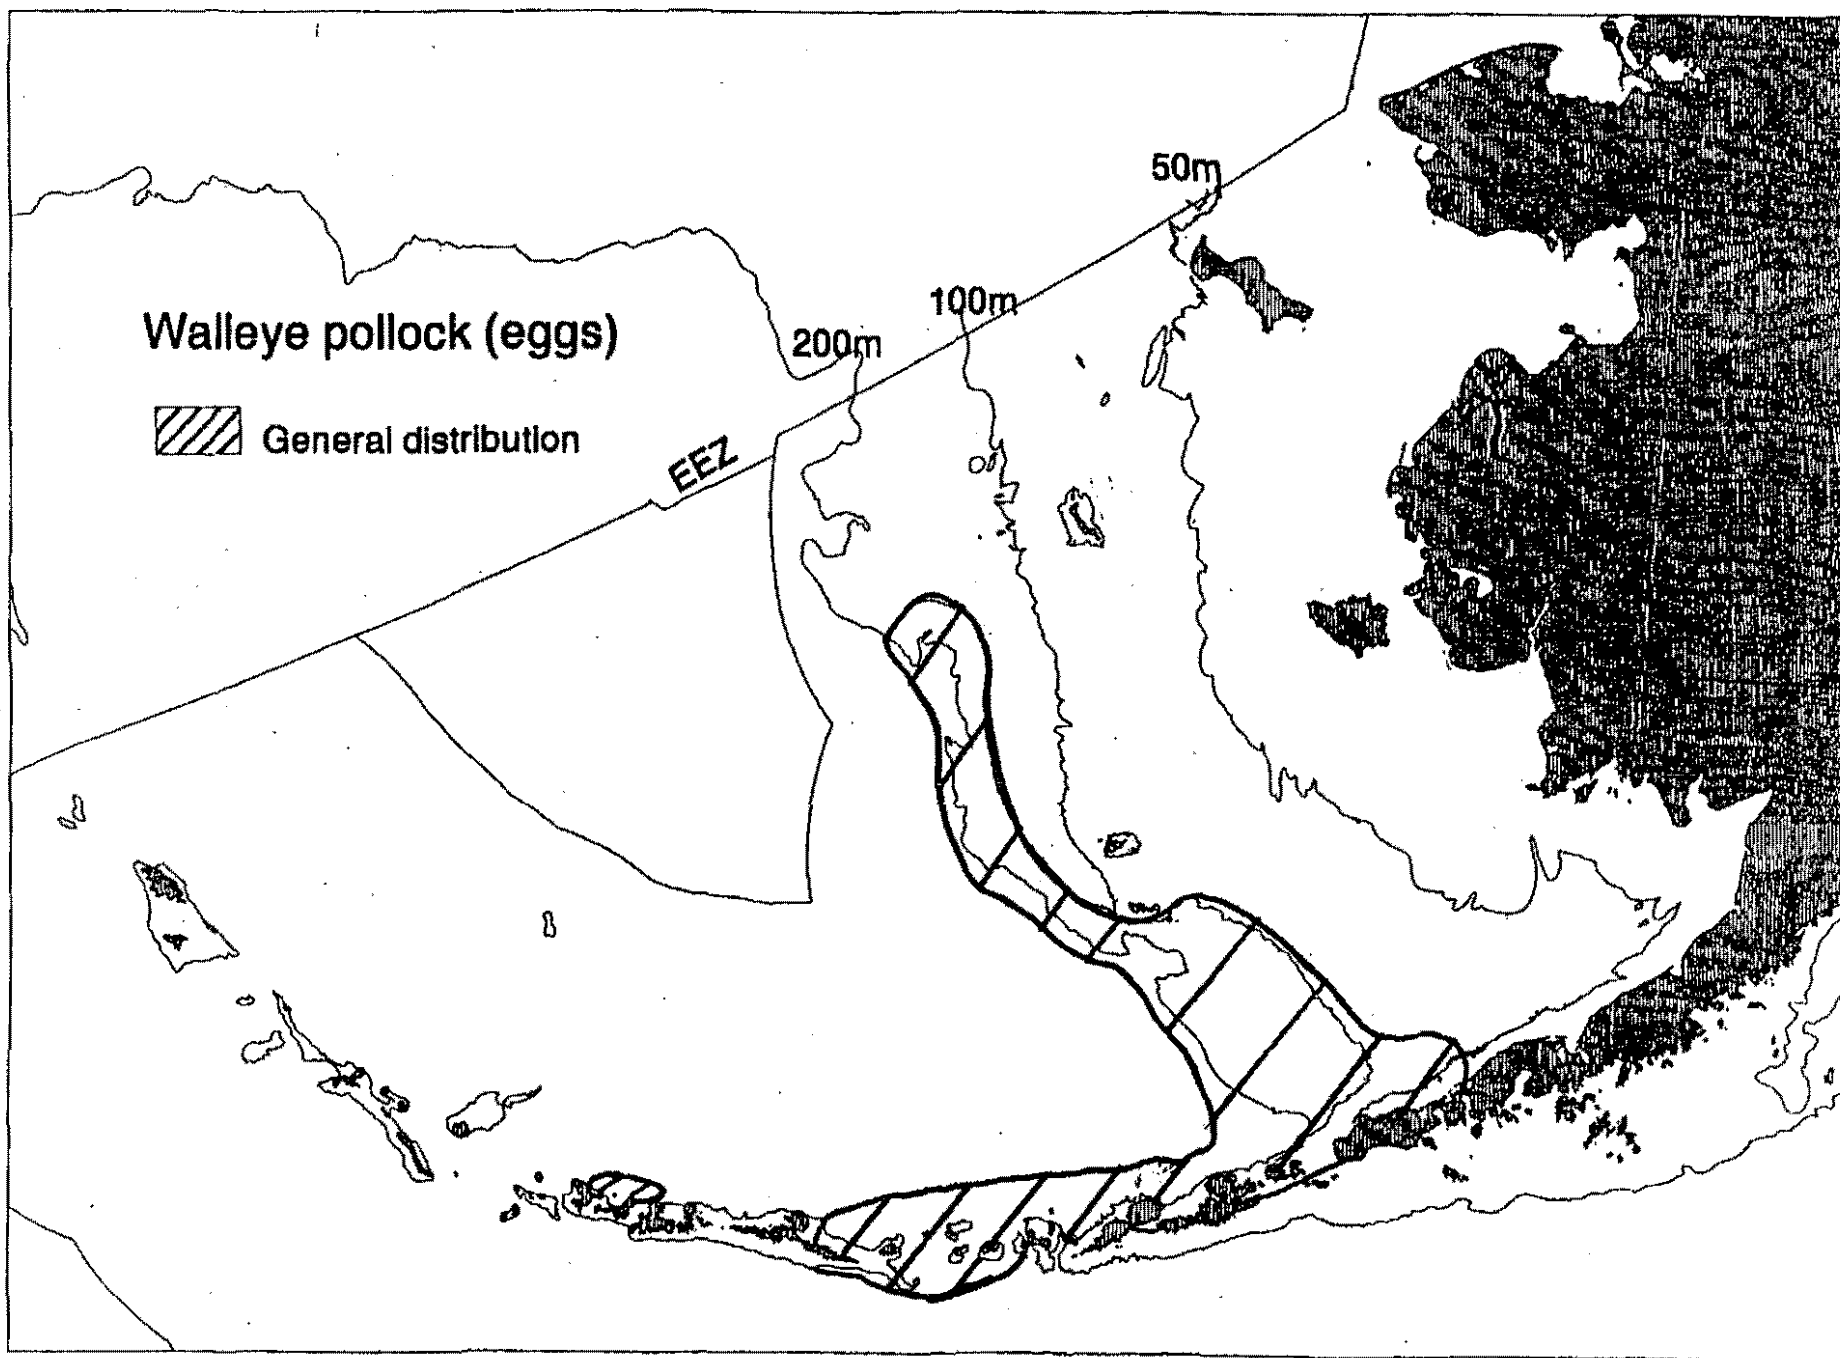 50m
100m
Walleye pollock (eggs)
200m
General distribution
EEZ